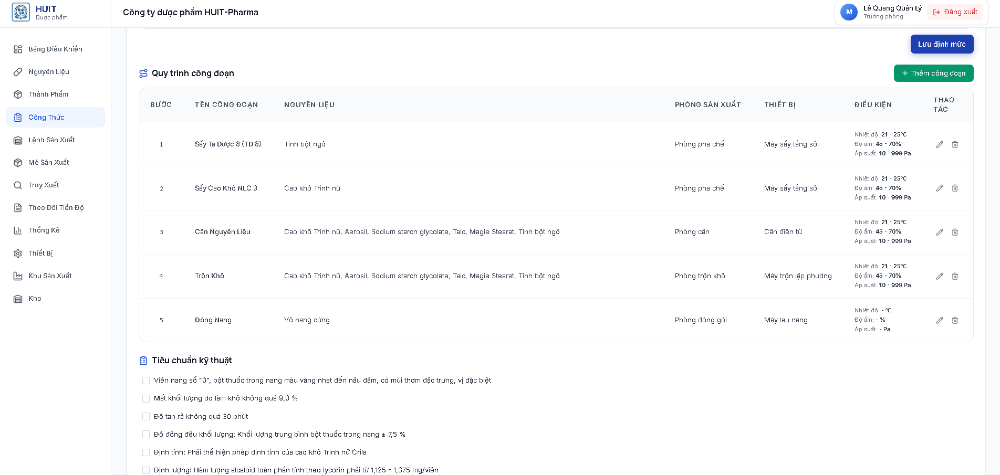 HUIT
Dược phẩm
Công ty dược phẩm HUIT-Pharma
M
Lê Quang Quản Lý
Trưởng phòng
Đăng xuất
Bảng Điều Khiển
Nguyên Liệu
Thành Phẩm
Công Thức
Lệnh Sản Xuất
Mẻ Sản Xuất
Truy Xuất
Theo Dõi Tiến Độ
Thống Kê
Thiết Bị
Khu Sản Xuất
Kho
Lưu định mức
Quy trình công đoạn
+ Thêm công đoạn
BƯỚC TÊN CÔNG ĐOẠN NGUYÊN LIỆU PHÒNG SẢN XUẤT THIẾT BỊ ĐIỀU KIỆN THAO TÁC
1 Sấy Tá Dược 8 (TD 8) Tinh bột ngô Phòng pha chế Máy sấy tầng sôi
Nhiệt độ: 21 - 25°C
Độ ẩm: 45 - 70%
Áp suất: 10 - 999 Pa
2 Sấy Cao Khô NLC 3 Cao khô Trinh nữ Phòng pha chế Máy sấy tầng sôi
Nhiệt độ: 21 - 25°C
Độ ẩm: 45 - 70%
Áp suất: 10 - 999 Pa
3 Cân Nguyên Liệu Cao khô Trinh nữ, Aerosil, Sodium starch glycolate, Talc, Magie Stearat, Tinh bột ngô Phòng cân Cân điện tử
Nhiệt độ: 21 - 25°C
Độ ẩm: 45 - 70%
Áp suất: 10 - 999 Pa
4 Trộn Khô Cao khô Trinh nữ, Aerosil, Sodium starch glycolate, Talc, Magie Stearat, Tinh bột ngô Phòng trộn khô Máy trộn lập phương
Nhiệt độ: 21 - 25°C
Độ ẩm: 45 - 70%
Áp suất: 10 - 999 Pa
5 Đóng Nang Vỏ nang cứng Phòng đóng gói Máy lau nang
Nhiệt độ: - °C
Độ ẩm: - %
Áp suất: - Pa
Tiêu chuẩn kỹ thuật
Viên nang số "0", bột thuốc trong nang màu vàng nhạt đến nâu đậm, có mùi thơm đặc trưng, vị đặc biệt
Mất khối lượng do làm khô không quá 9,0 %
Độ tan rã không quá 30 phút
Độ đồng đều khối lượng: Khối lượng trung bình bột thuốc trong nang ± 7,5 %
Định tính: Phải thể hiện phép định tính của cao khô Trinh nữ Crila
Định lượng: Hàm lượng alcaloid toàn phần tính theo lycorin phải từ 1,125 - 1,375 mg/viên